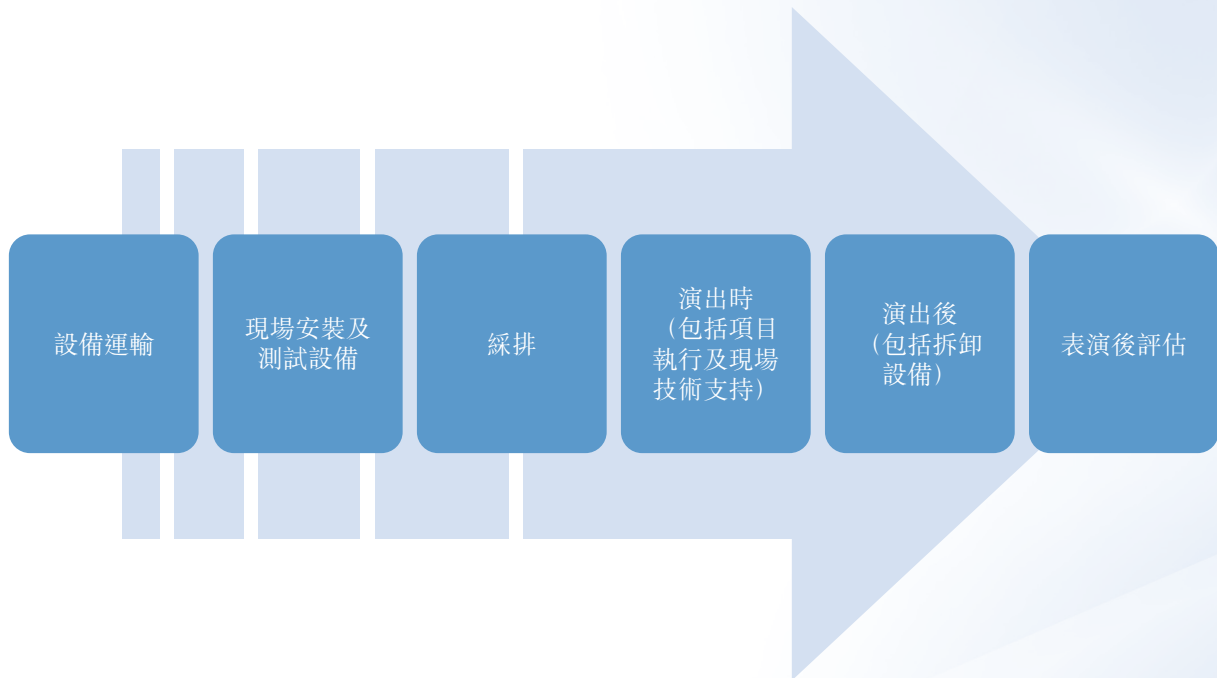 設備運輸
現場安裝及
測試設備
綵排
演出時
（包括項目
執行及現場
技術支持）
演出後
（包括拆卸
設備）
表演後評估